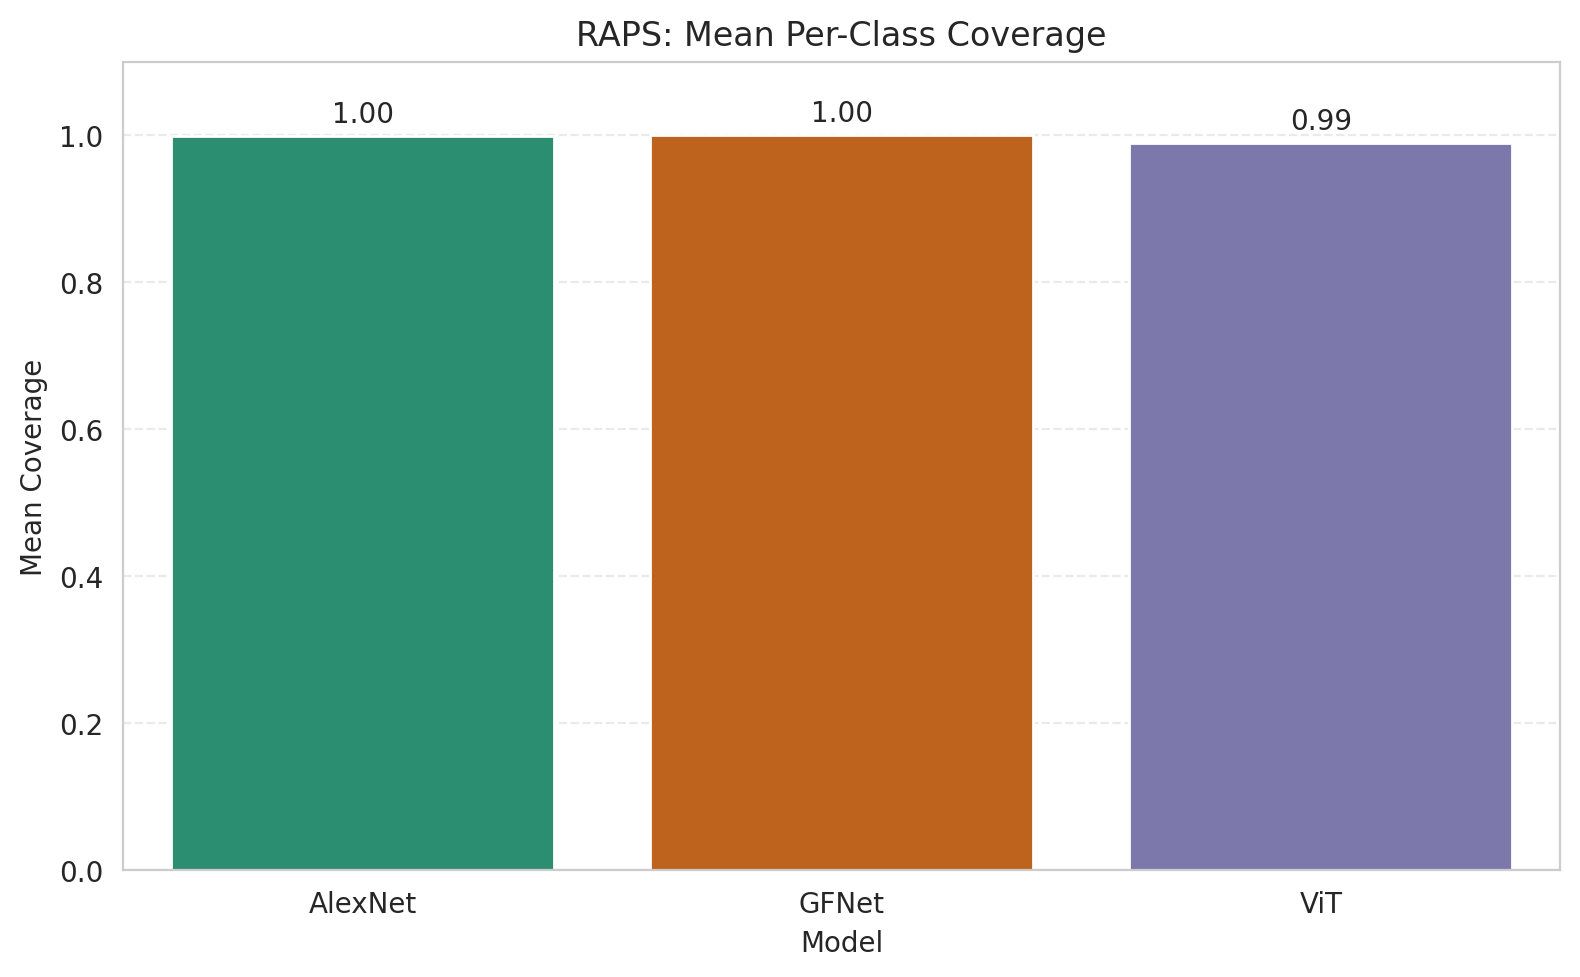 RAPS: Mean Per-Class Coverage
1.00
1.00
0.99
1.0
0.8
0.6
0.4
0.2
0.0
Mean Coverage
AlexNet
GFNet
ViT
Model